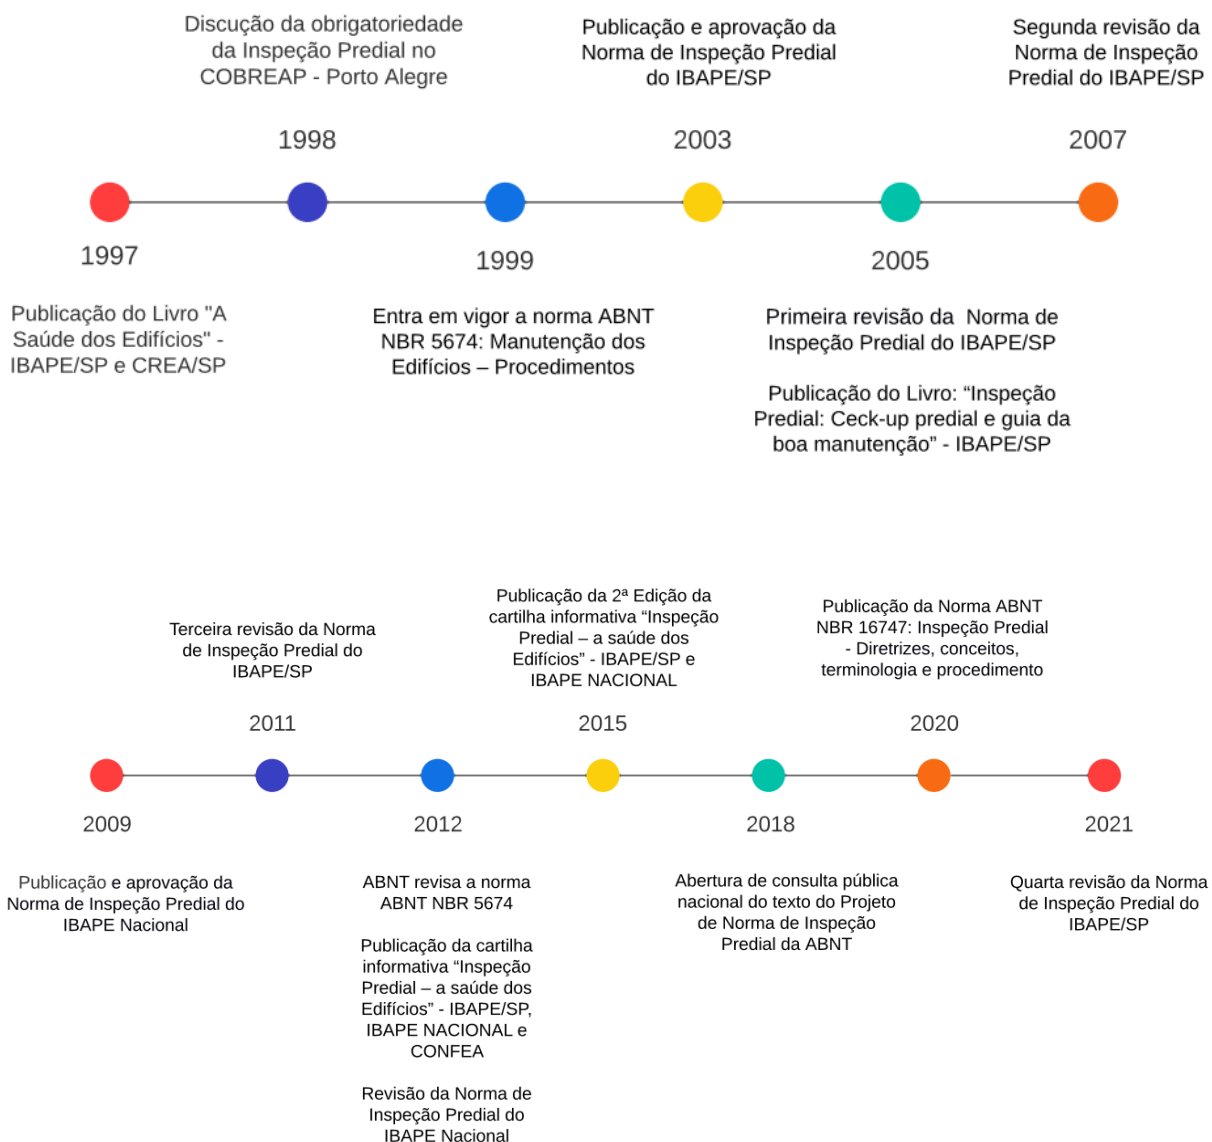 Discução da obrigatoriedade
da Inspeção Predial no
COBREAP - Porto Alegre
Publicação e aprovação da
Norma de Inspeção Predial
do IBAPE/SP
Segunda revisão da
Norma de Inspeção
Predial do IBAPE/SP
1998
2003
2007
1997
1999
2005
Publicação do Livro "A
Saúde dos Edifícios" -
IBAPE/SP e CREA/SP
Entra em vigor a norma ABNT
NBR 5674: Manutenção dos
Edifícios – Procedimentos
Primeira revisão da Norma de
Inspeção Predial do IBAPE/SP
Publicação do Livro: “Inspeção
Predial: Ceck-up predial e guia da
boa manutenção” - IBAPE/SP
Terceira revisão da Norma
de Inspeção Predial do
IBAPE/SP
Publicação da 2ª Edição da
cartilha informativa “Inspeção
Predial – a saúde dos
Edifícios” - IBAPE/SP e
IBAPE NACIONAL
Publicação da Norma ABNT
NBR 16747: Inspeção Predial
- Diretrizes, conceitos,
terminologia e procedimento
2011
2015
2020
2009
2012
2018
2021
Publicação e aprovação da
Norma de Inspeção Predial do
IBAPE Nacional
ABNT revisa a norma
ABNT NBR 5674
Publicação da cartilha
informativa “Inspeção
Predial – a saúde dos
Edifícios” - IBAPE/SP,
IBAPE NACIONAL e
CONFEA
Revisão da Norma de
Inspeção Predial do
IBAPE Nacional
Abertura de consulta pública
nacional do texto do Projeto
de Norma de Inspeção
Predial da ABNT
Quarta revisão da Norma
de Inspeção Predial do
IBAPE/SP